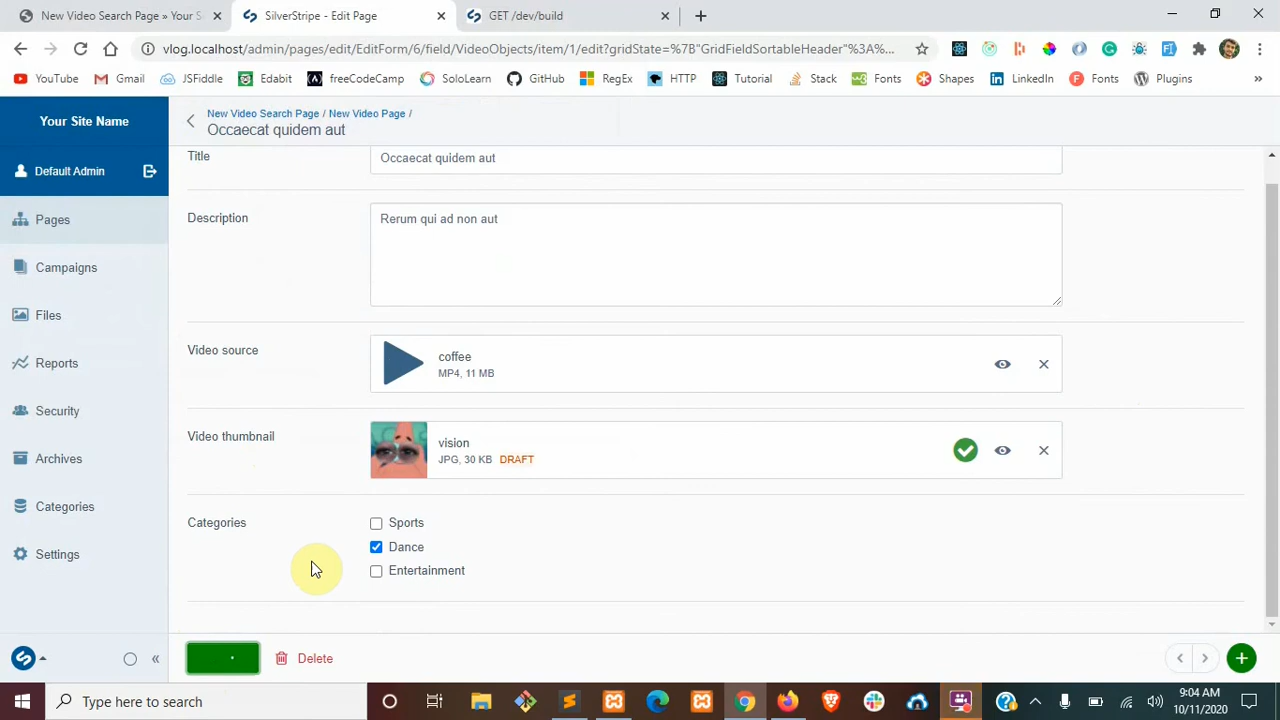 New Video Search Page » Your S
SilverStripe - Edit Page
GET /dev/build
vlog.localhost/admin/pages/edit/EditForm/6/field/VideoObjects/item/1/edit?gridState=%7B"GridFieldSortableHeader"%3A%...
YouTube
Gmail
JSFiddle
Edabit
freeCodeCamp
SoloLearn
GitHub
RegEx
HTTP
Tutorial
Stack
Fonts
Shapes
LinkedIn
Fonts
Plugins
»
Your Site Name
Default Admin
Pages
Campaigns
Files
Reports
Security
Archives
Categories
Settings
«
New Video Search Page / New Video Page /
Occaecat quidem aut
Title
Occaecat quidem aut
Description
Rerum qui ad non aut
Video source
coffee
MP4, 11 MB
Video thumbnail
vision
JPG, 30 KB DRAFT
Categories
Sports
Dance
Entertainment
Delete
Type here to search
9:04 AM
10/11/2020